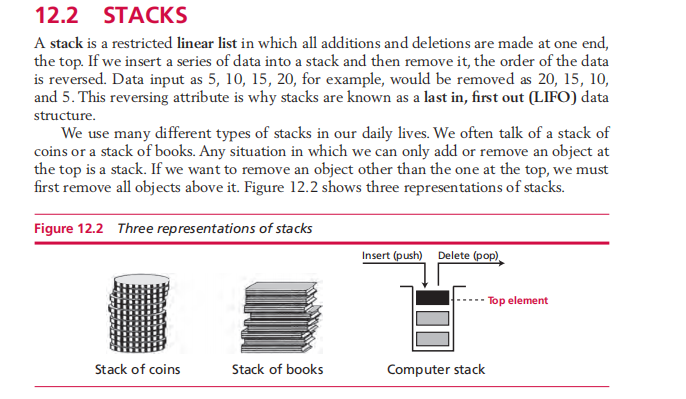 12.2 STACKS
A stack is a restricted linear list in which all additions and deletions are made at one end,
the top. If we insert a series of data into a stack and then remove it, the order of the data
is reversed. Data input as 5, 10, 15, 20, for example, would be removed as 20, 15, 10,
and 5. This reversing attribute is why stacks are known as a last in, first out (LIFO) data
structure.
We use many different types of stacks in our daily lives. We often talk of a stack of
coins or a stack of books. Any situation in which we can only add or remove an object at
the top is a stack. If we want to remove an object other than the one at the top, we must
first remove all objects above it. Figure 12.2 shows three representations of stacks.
Figure 12.2 Three representations of stacks
Insert (push) Delete (pop)
Top element
Stack of coins Stack of books Computer stack